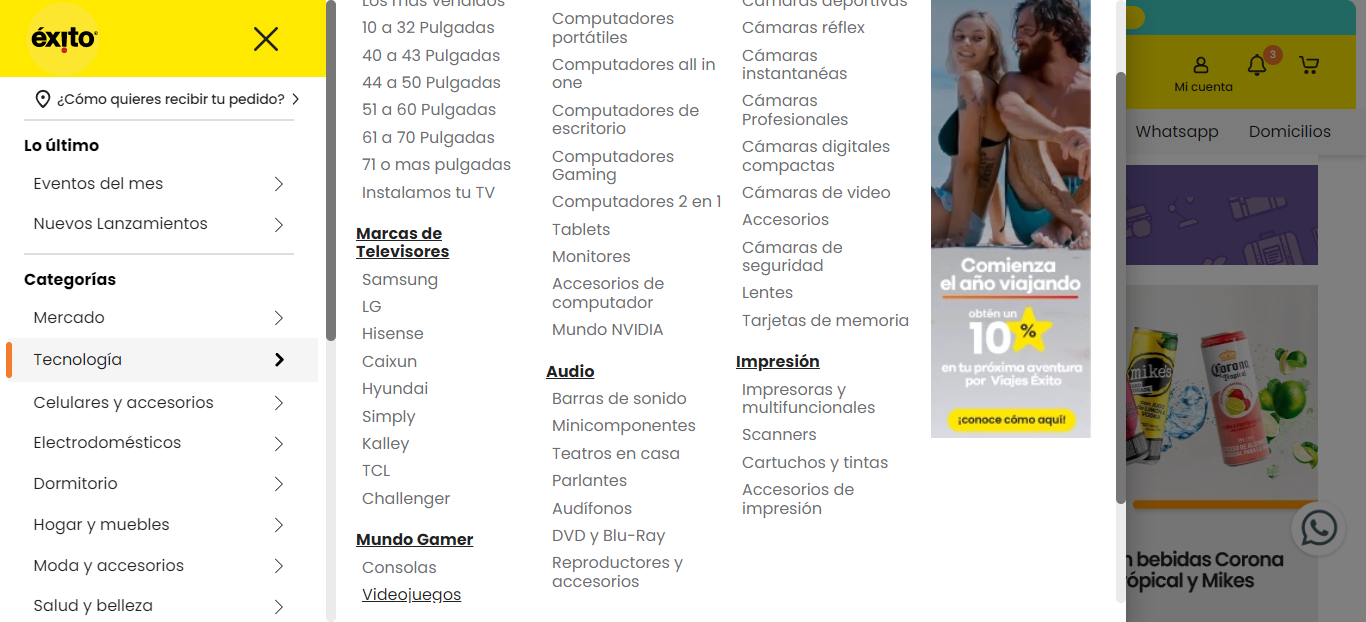 éxito
¿Cómo quieres recibir tu pedido?
Lo último
Eventos del mes
Nuevos Lanzamientos
Categorías
Mercado
Tecnología
Celulares y accesorios
Electrodomésticos
Dormitorio
Hogar y muebles
Moda y accesorios
Salud y belleza
Los más vendidos
10 a 32 Pulgadas
40 a 43 Pulgadas
44 a 50 Pulgadas
51 a 60 Pulgadas
61 a 70 Pulgadas
71 o mas pulgadas
Instalamos tu TV
Marcas de
Televisores
Samsung
LG
Hisense
Caixun
Hyundai
Simply
Kalley
TCL
Challenger
Mundo Gamer
Consolas
Videojuegos
Computadores
portátiles
Computadores all in
one
Computadores de
escritorio
Computadores
Gaming
Computadores 2 en 1
Tablets
Monitores
Accesorios de
computador
Mundo NVIDIA
Audio
Barras de sonido
Minicomponentes
Teatros en casa
Parlantes
Audífonos
DVD y Blu-Ray
Reproductores y
accesorios
Cámaras deportivas
Cámaras réflex
Cámaras
instantanéas
Cámaras
Profesionales
Cámaras digitales
compactas
Cámaras de video
Accesorios
Cámaras de
seguridad
Lentes
Tarjetas de memoria
Impresión
Impresoras y
multifuncionales
Scanners
Cartuchos y tintas
Accesorios de
impresión
Comienza
el año viajando
obtén un
10%
en tu próxima aventura
por Viajes Éxito
¡conoce cómo aquí!
3
Mi cuenta
Whatsapp
Domicilios
mike's
Corona
Tropical
n bebidas Corona
rópical y Mikes